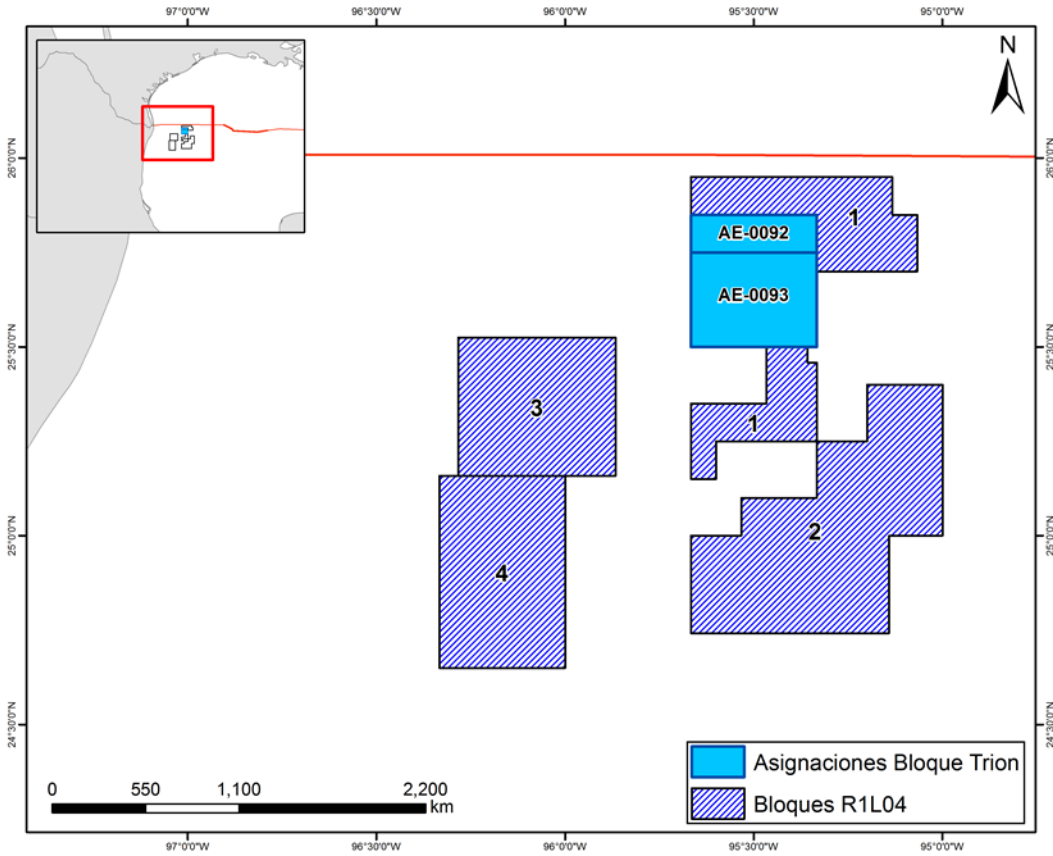 97°0'0"W 96°30'0"W 96°0'0"W 95°30'0"W 95°0'0"W
N
26°0'0"N 26°0'0"N
1
AE-0092
AE-0093
25°30'0"N 25°30'0"N
3
1
2
25°0'0"N 25°0'0"N
4
24°30'0"N 24°30'0"N
Asignaciones Bloque Trion
Bloques R1L04
0 550 1,100 2,200
km
97°0'0"W 96°30'0"W 96°0'0"W 95°30'0"W 95°0'0"W